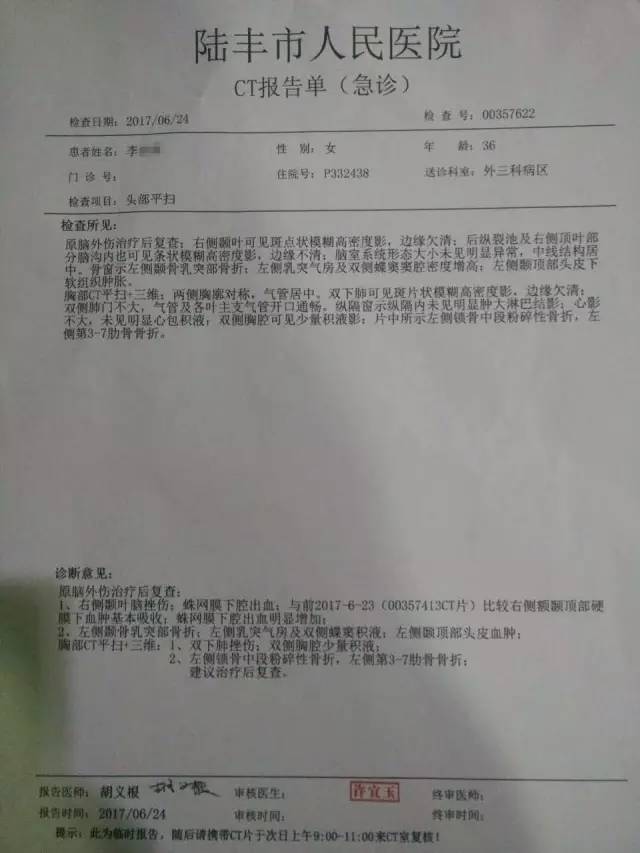 陆丰市人民医院
CT报告单（急诊）
检查日期: 2017/06/24 检 查 号: 00357622
患者姓名: 李 性 别: 女 年 龄: 36
门 诊 号: 住院号: P332438 送诊科室: 外三科病区
检查项目: 头部平扫
检查所见:
原脑外伤治疗后复查；右侧颞叶可见斑点状模糊高密度影，边缘欠清；后纵裂池及右侧顶叶部
分脑沟内也可见条状模糊高密度影，边缘不清；脑室系统形态大小未见明显异常，中线结构居
中。骨窗示左侧颞骨乳突部骨折；左侧乳突气房及双侧蝶窦窦腔密度增高；左侧颞顶部头皮下
软组织肿胀。
胸部CT平扫+三维：两侧胸廓对称，气管居中。双下肺可见斑片状模糊高密度影，边缘欠清；
双侧肺门不大，气管及各叶主支气管开口通畅。纵隔窗示纵隔内未见明显肿大淋巴结影；心影
不大，未见明显心包积液；双侧胸腔可见少量积液影；片中所示左侧锁骨中段粉碎性骨折，左
侧第3-7肋骨骨折。
诊断意见:
原脑外伤治疗后复查：
1、右侧颞叶脑挫伤；蛛网膜下腔出血；与前2017-6-23（00357413CT片）比较右侧额颞顶部硬
膜下血肿基本吸收；蛛网膜下腔出血明显增加；
2、左侧颞骨乳突部骨折；左侧乳突气房及双侧蝶窦积液；左侧颞顶部头皮血肿；
胸部CT平扫+三维：1、双下肺挫伤；双侧胸腔少量积液；
2、左侧锁骨中段粉碎性骨折，左侧第3-7肋骨骨折；
建议治疗后复查。
报告医师: 胡义根 胡义根 审核医生: 许宜玉 终审医师:
报告时间: 2017/06/24 审核时间: 终审时间:
提示: 此为临时报告，随后请携带CT片于次日上午9:00-11:00来CT室复核！